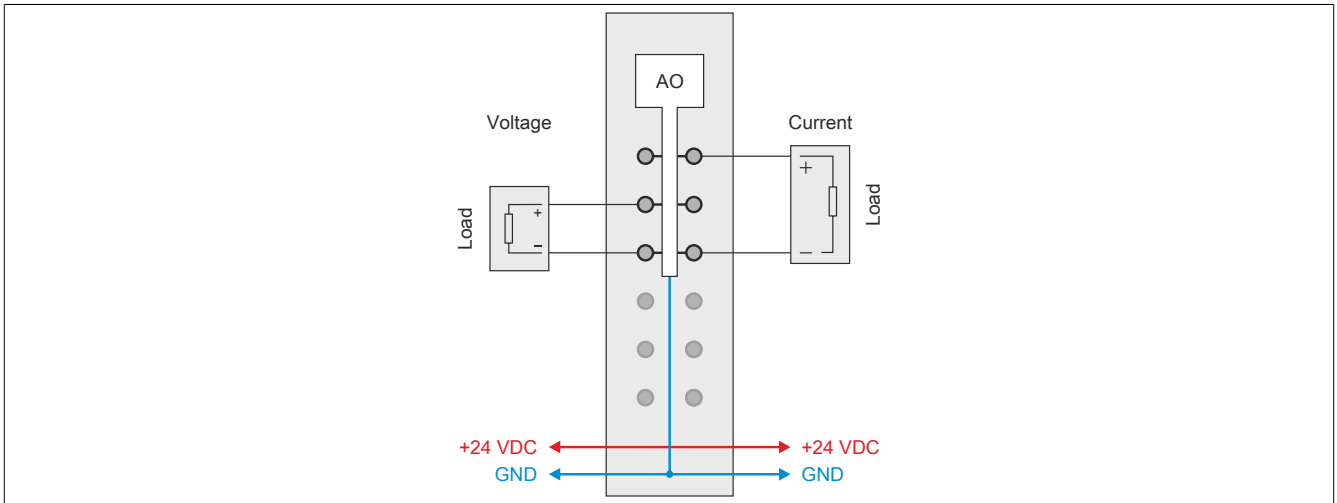 AO
Voltage
Current
+
+
Load
Load
–
–
+24 VDC
+24 VDC
GND
GND